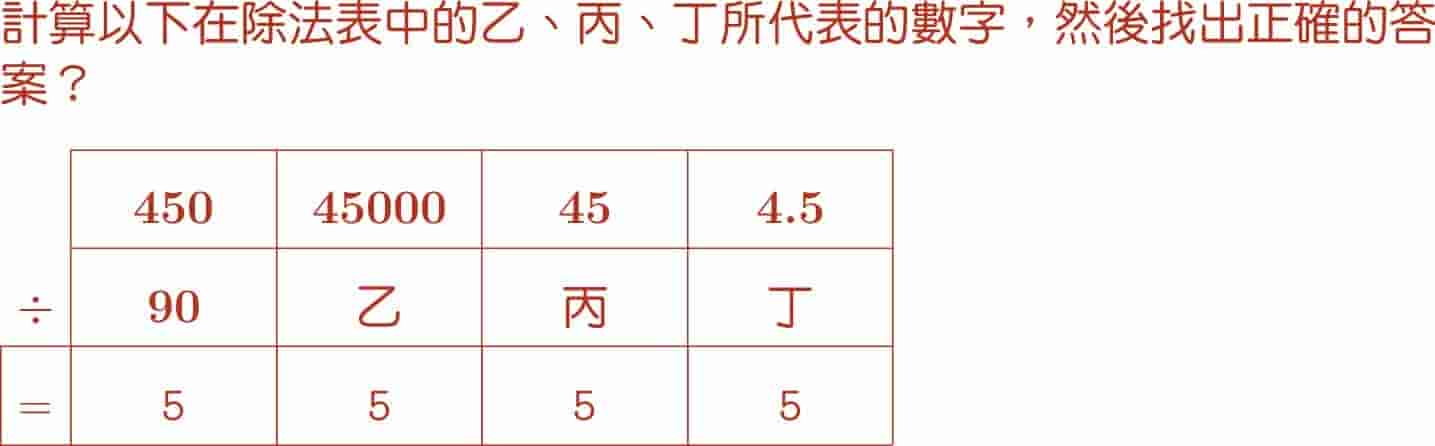 計算以下在除法表中的乙、丙、丁所代表的數字，然後找出正確的答
案？
450 45000 45 4.5
÷ 90 乙 丙 丁
= 5 5 5 5